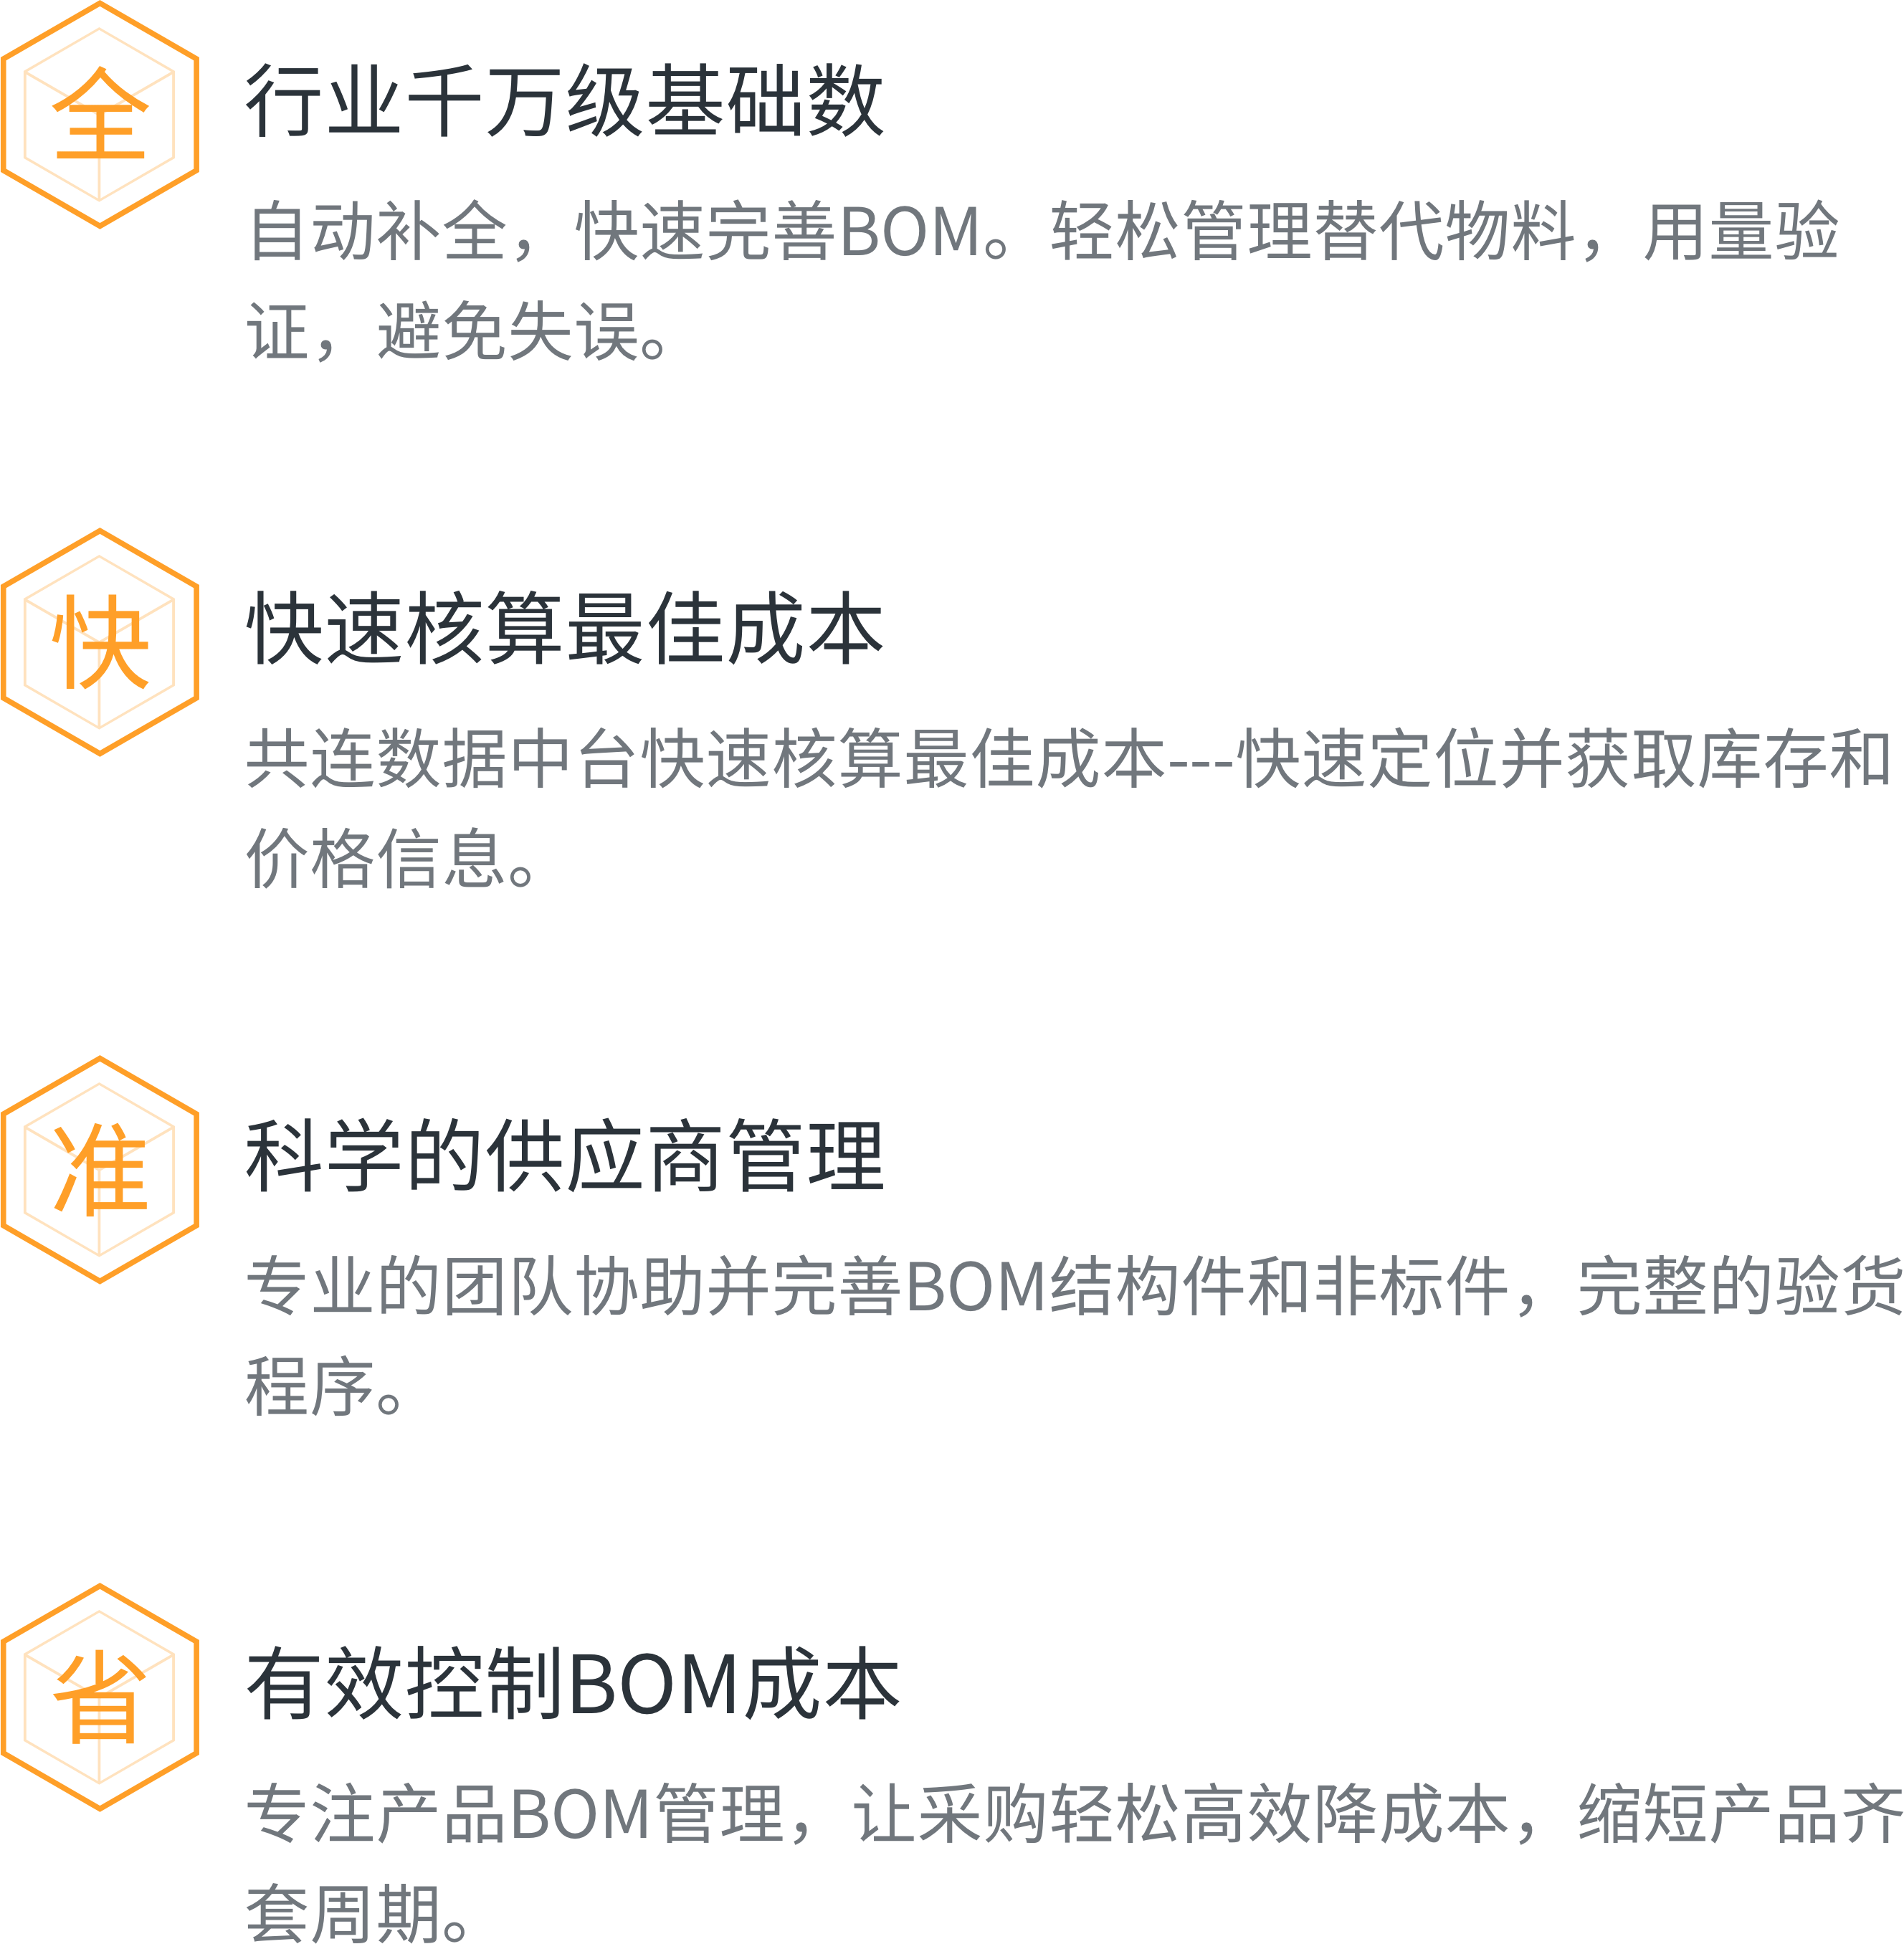 全
行业千万级基础数
自动补全，快速完善BOM。轻松管理替代物料，用量验
证，避免失误。
快
快速核算最佳成本
共进数据中台快速核算最佳成本---快速匹价并获取库存和
价格信息。
准
科学的供应商管理
专业的团队协助并完善BOM结构件和非标件，完整的验壳
程序。
省
有效控制BOM成本
专注产品BOM管理，让采购轻松高效降成本，缩短产品齐
套周期。